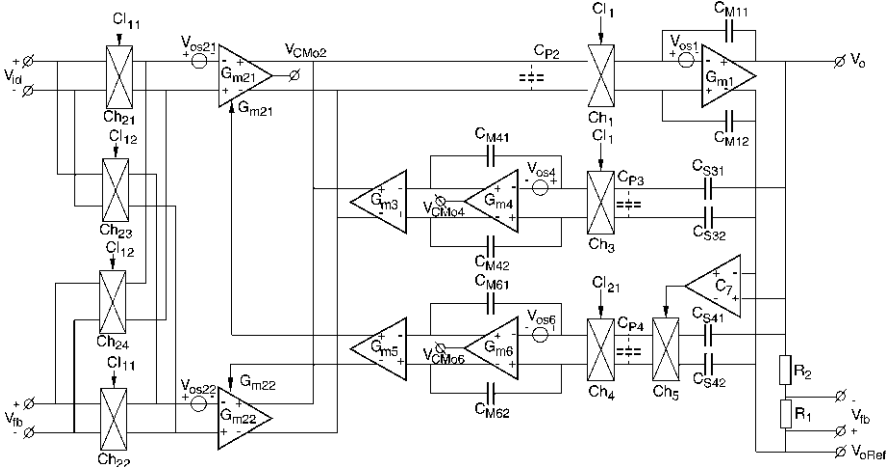 Cl11
Cl1
CM11
Vos21
VCMo2
CP2
Vos1
Vo
+ -
Vid
Gm21
Gm1
Gm21
Ch21
Ch1
CM12
Cl12
CM41
Cl1
Vos4
CP3
CS31
Gm3
Gm4
VCMo4
Ch23
Ch3
CS32
Cl12
CM42
Cl21
C7
CM61
Vos6
CP4
CS41
Ch24
Gm5
VCMo6
Gm6
CS42
Cl11
Gm22
Ch4
Ch5
R2
Vos22
CM62
Vfb
Gm22
R1
Vfb
Ch22
VoRef